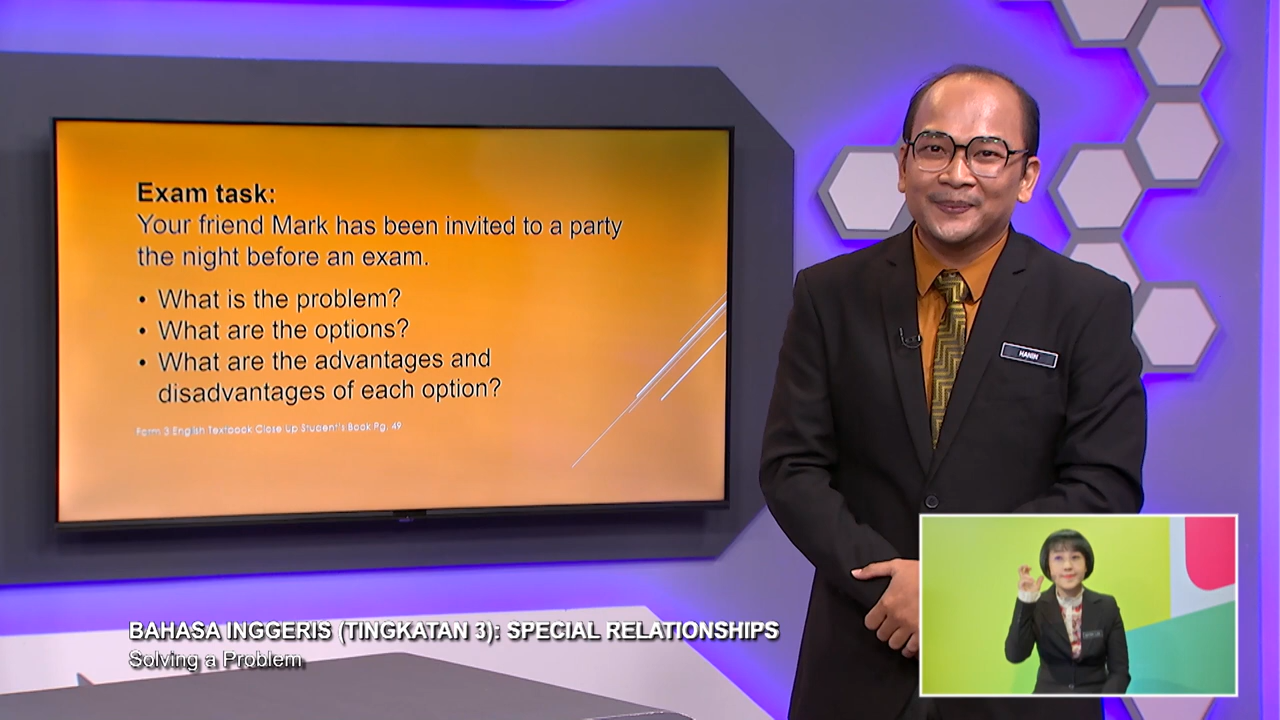 Exam task:
Your friend Mark has been invited to a party
the night before an exam.
• What is the problem?
• What are the options?
• What are the advantages and
disadvantages of each option?
Form 3 English Textbook Close Up Student's Book Pg. 49
HANIN
BAHASA INGGERIS (TINGKATAN 3): SPECIAL RELATIONSHIPS
Solving a Problem